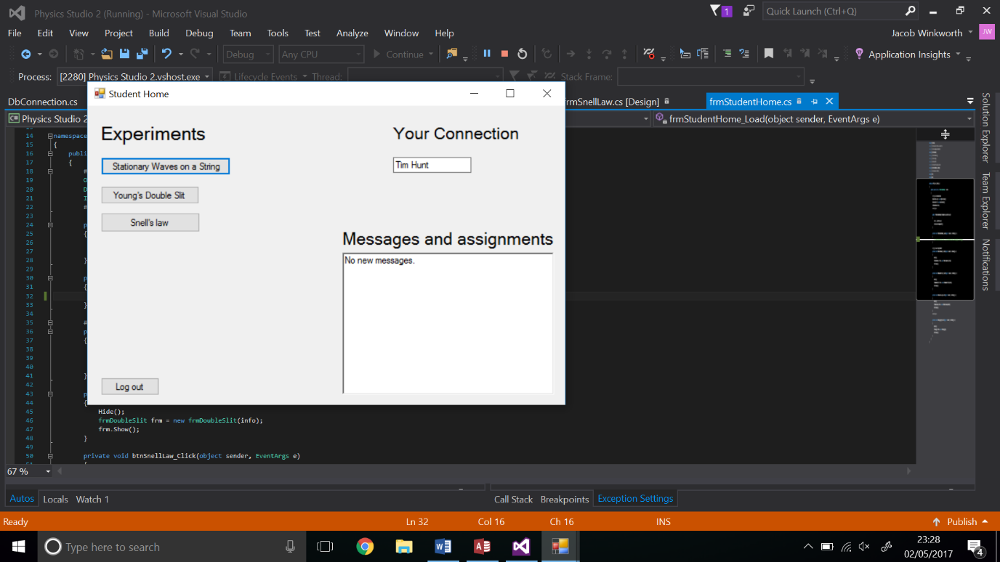 Physics Studio 2 (Running) - Microsoft Visual Studio
1
Quick Launch (Ctrl+Q)
File Edit View Project Build Debug Team Tools Test Analyze Window Help
Jacob Winkworth
JW
Debug
Any CPU
Continue
Application Insights
Process: [2280] Physics Studio 2.vshost.exe
Lifecycle Events
Thread:
Stack Frame:
DbConnection.cs
rmSnellLaw.cs [Design]
frmStudentHome.cs
Physics Studio 2
frmStudentHome_Load(object sender, EventArgs e)
Student Home
Experiments
Your Connection
Stationary Waves on a String
Tim Hunt
Young's Double Slit
Snell's law
Messages and assignments
No new messages.
Log out
14 namespace
15 {
16 publi
17 {
18 #
19
20
21
22 #
23
24 p
25 {
26
27
28 }
29
30 p
31 {
32
33 }
34
35 #
36 p
37 {
38
39
40
41 }
42
43 p
44 {
45 Hide();
46 frmDoubleSlit frm = new frmDoubleSlit(info);
47 frm.Show();
48 }
49
50 private void btnSnellLaw_Click(object sender, EventArgs e)
67 %
Solution Explorer
Team Explorer
Notifications
Autos Locals Watch 1
Call Stack Breakpoints Exception Settings
Ready
Ln 32
Col 16
Ch 16
INS
Publish
Type here to search
23:28
02/05/2017
4